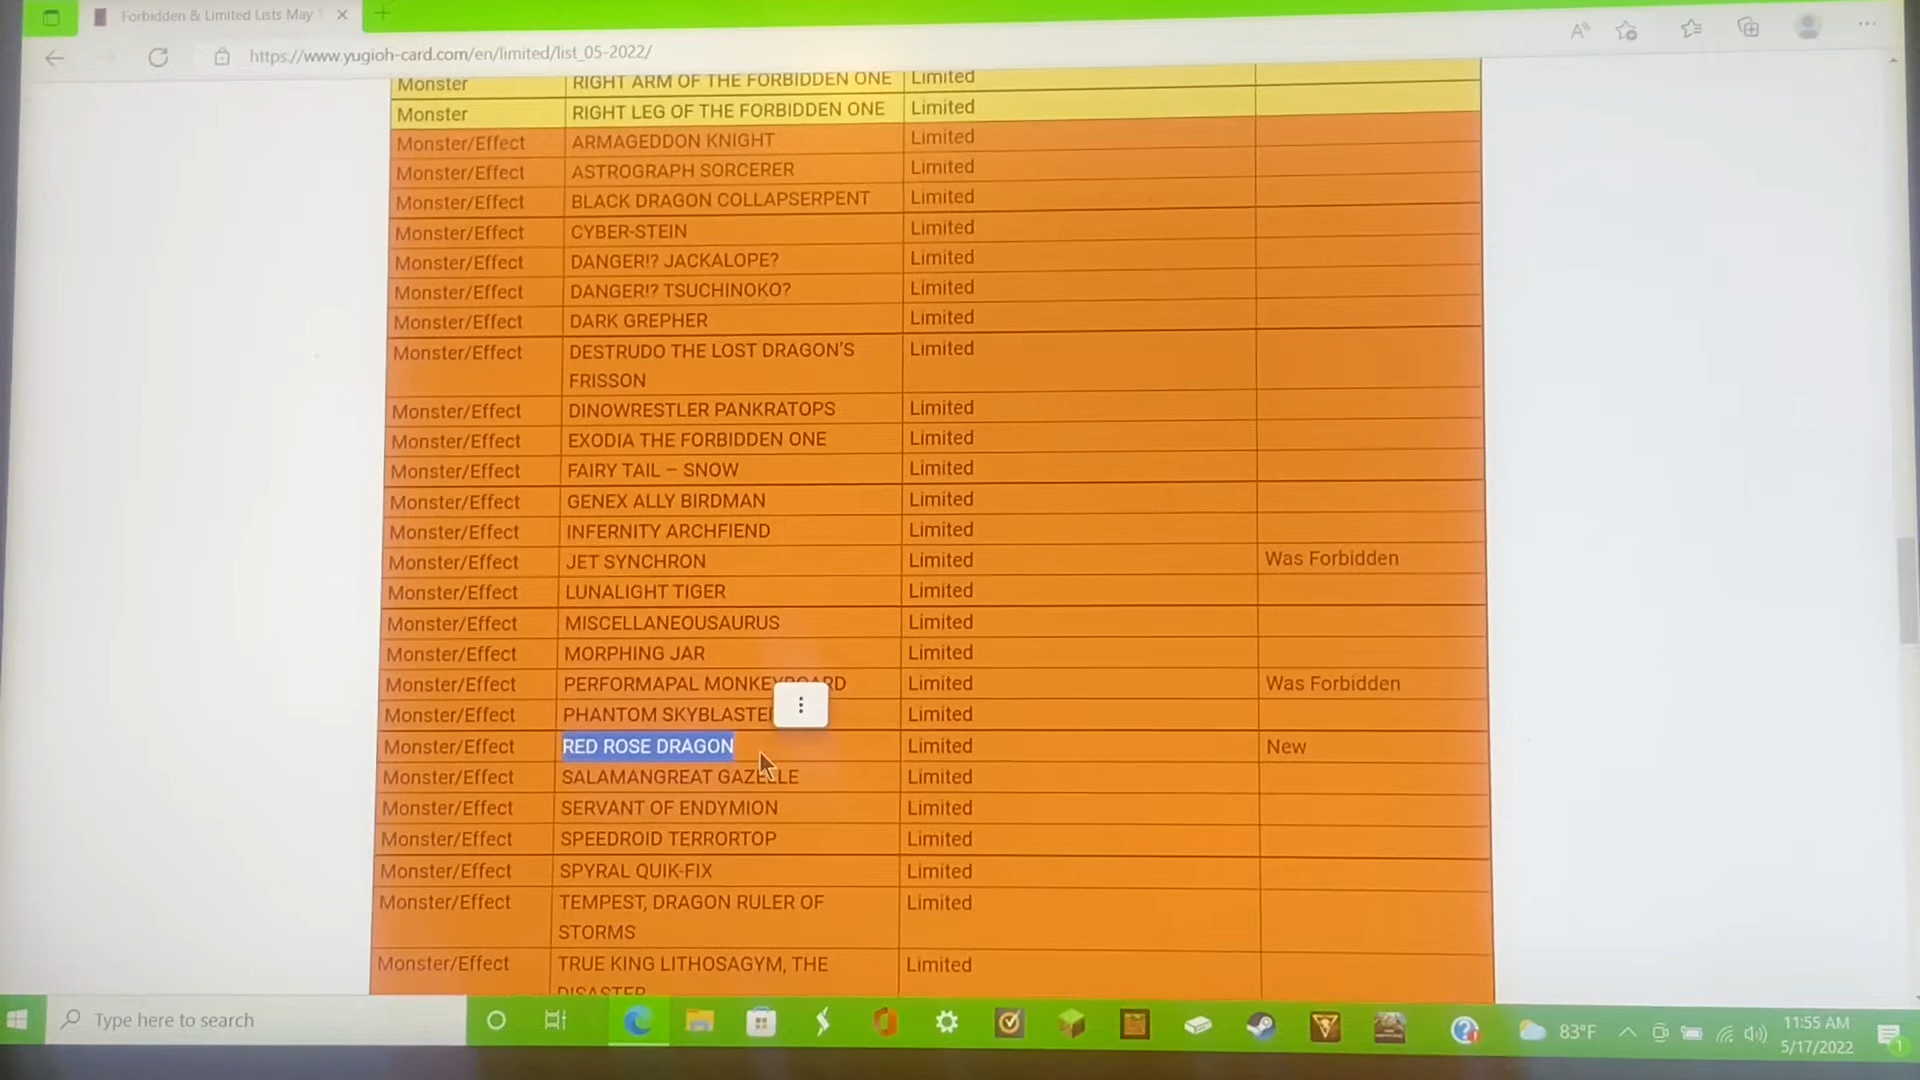 Forbidden & Limited Lists May
https://www.yugioh-card.com/en/limited/list_05-2022/
Monster RIGHT ARM OF THE FORBIDDEN ONE Limited
Monster RIGHT LEG OF THE FORBIDDEN ONE Limited
Monster/Effect ARMAGEDDON KNIGHT Limited
Monster/Effect ASTROGRAPH SORCERER Limited
Monster/Effect BLACK DRAGON COLLAPSERPENT Limited
Monster/Effect CYBER-STEIN Limited
Monster/Effect DANGER!? JACKALOPE? Limited
Monster/Effect DANGER!? TSUCHINOKO? Limited
Monster/Effect DARK GREPHER Limited
Monster/Effect DESTRUDO THE LOST DRAGON’S Limited
FRISSON
Monster/Effect DINOWRESTLER PANKRATOPS Limited
Monster/Effect EXODIA THE FORBIDDEN ONE Limited
Monster/Effect FAIRY TAIL – SNOW Limited
Monster/Effect GENEX ALLY BIRDMAN Limited
Monster/Effect INFERNITY ARCHFIEND Limited
Monster/Effect JET SYNCHRON Limited Was Forbidden
Monster/Effect LUNALIGHT TIGER Limited
Monster/Effect MISCELLANEOUSAURUS Limited
Monster/Effect MORPHING JAR Limited
Monster/Effect PERFORMAPAL MONKEYBOARD Limited Was Forbidden
Monster/Effect PHANTOM SKYBLASTER Limited
Monster/Effect RED ROSE DRAGON Limited New
Monster/Effect SALAMANGREAT GAZELLE Limited
Monster/Effect SERVANT OF ENDYMION Limited
Monster/Effect SPEEDROID TERRORTOP Limited
Monster/Effect SPYRAL QUIK-FIX Limited
Monster/Effect TEMPEST, DRAGON RULER OF Limited
STORMS
Monster/Effect TRUE KING LITHOSAGYM, THE Limited
DISASTER
Type here to search
83°F
11:55 AM
5/17/2022